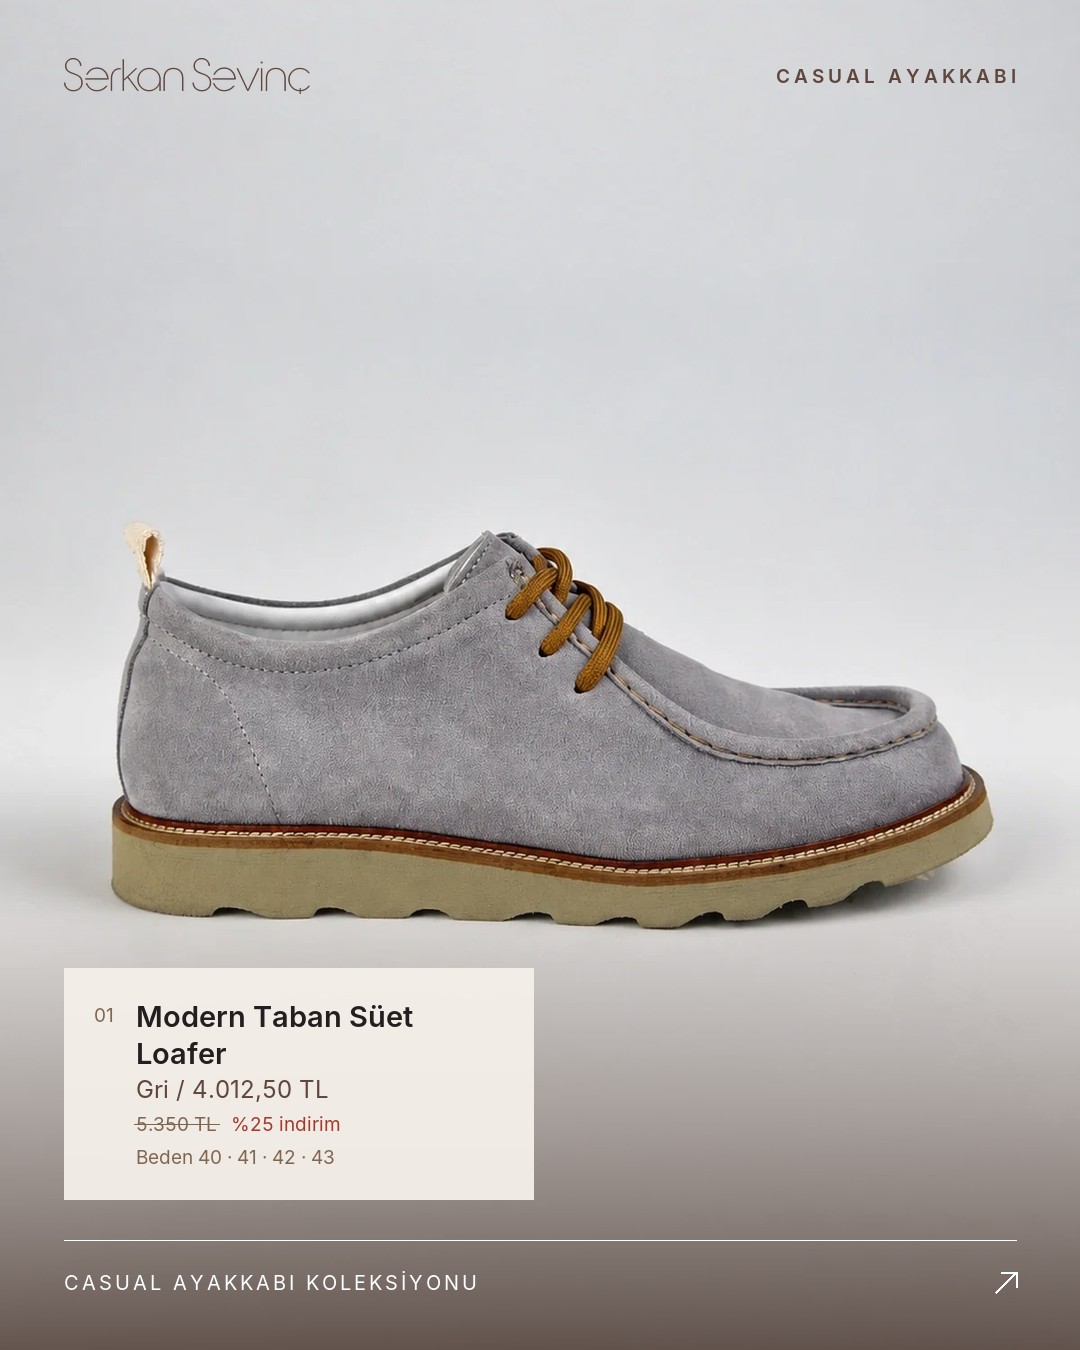 Serkan Sevinç
CASUAL AYAKKABI
01
Modern Taban Süet
Loafer
Gri / 4.012,50 TL
5.350 TL %25 indirim
Beden 40 · 41 · 42 · 43
CASUAL AYAKKABI KOLEKSİYONU